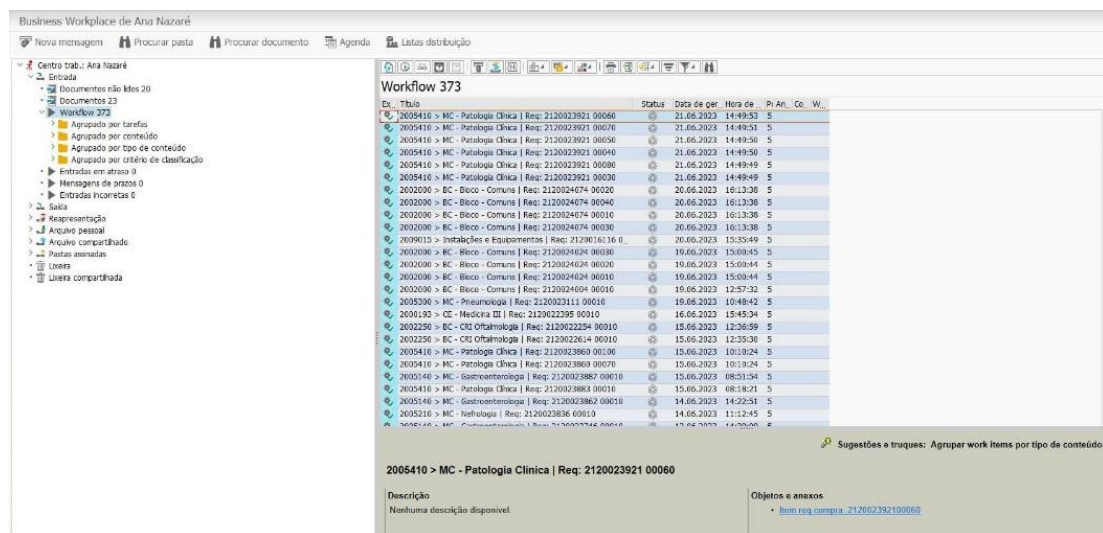 Business Workplace de Ana Nazaré
Nova mensagem Procurar pasta Procurar documento Agenda Listas distribuição
Centro trab.: Ana Nazaré
Entrada
Documentos não lidos 20
Documentos 23
Workflow 373
Agrupado por tarefas
Agrupado por conteúdo
Agrupado por tipo de conteúdo
Agrupado por critério de classificação
Entradas em atraso 0
Mensagens de prazos 0
Entradas incorretas 0
Saída
Reapresentação
Arquivo pessoal
Arquivo compartilhado
Pastas assinadas
Lixeira
Lixeira compartilhada
Workflow 373
Ex.. Título Status Data de ger.. Hora de .. Pr An.. Co.. W..
2005410 > MC - Patologia Clínica | Req: 2120023921 00060 21.06.2023 14:49:53 5
2005410 > MC - Patologia Clínica | Req: 2120023921 00070 21.06.2023 14:49:51 5
2005410 > MC - Patologia Clínica | Req: 2120023921 00050 21.06.2023 14:49:50 5
2005410 > MC - Patologia Clínica | Req: 2120023921 00040 21.06.2023 14:49:50 5
2005410 > MC - Patologia Clínica | Req: 2120023921 00080 21.06.2023 14:49:49 5
2005410 > MC - Patologia Clínica | Req: 2120023921 00030 21.06.2023 14:49:49 5
2002000 > BC - Bloco - Comuns | Req: 2120024074 00020 20.06.2023 16:13:38 5
2002000 > BC - Bloco - Comuns | Req: 2120024074 00040 20.06.2023 16:13:38 5
2002000 > BC - Bloco - Comuns | Req: 2120024074 00010 20.06.2023 16:13:38 5
2002000 > BC - Bloco - Comuns | Req: 2120024074 00030 20.06.2023 16:13:38 5
2009015 > Instalações e Equipamentos | Req: 2120016116 0.. 20.06.2023 15:35:49 5
2002000 > BC - Bloco - Comuns | Req: 2120024024 00030 19.06.2023 15:00:45 5
2002000 > BC - Bloco - Comuns | Req: 2120024024 00020 19.06.2023 15:00:44 5
2002000 > BC - Bloco - Comuns | Req: 2120024024 00010 19.06.2023 15:00:44 5
2002000 > BC - Bloco - Comuns | Req: 2120024004 00010 19.06.2023 12:57:32 5
2005300 > MC - Pneumologia | Req: 2120023111 00010 19.06.2023 10:48:42 5
2000193 > CE - Medicina III | Req: 2120022395 00010 16.06.2023 15:45:34 5
2002250 > BC - CRI Oftalmologia | Req: 2120022254 00010 15.06.2023 12:36:59 5
2002250 > BC - CRI Oftalmologia | Req: 2120022614 00010 15.06.2023 12:35:30 5
2005410 > MC - Patologia Clínica | Req: 2120023860 00100 15.06.2023 10:10:24 5
2005410 > MC - Patologia Clínica | Req: 2120023860 00070 15.06.2023 10:10:24 5
2005140 > MC - Gastroenterologia | Req: 2120023887 00010 15.06.2023 08:51:54 5
2005410 > MC - Patologia Clínica | Req: 2120023883 00010 15.06.2023 08:18:21 5
2005140 > MC - Gastroenterologia | Req: 2120023862 00010 14.06.2023 14:22:51 5
2005210 > MC - Nefrologia | Req: 2120023836 00010 14.06.2023 11:12:45 5
Sugestões e truques: Agrupar work items por tipo de conteúdo
2005410 > MC - Patologia Clinica | Req: 2120023921 00060
Descrição Objetos e anexos
Nenhuma descrição disponível Item req.compra: 212002392100060